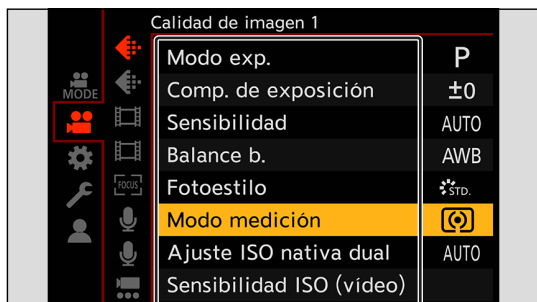 Calidad de imagen 1
Modo exp. P
Comp. de exposición ±0
MODE
Sensibilidad AUTO
Balance b. AWB
Fotoestilo STD.
FOCUS
Modo medición
Ajuste ISO nativa dual AUTO
Sensibilidad ISO (vídeo)